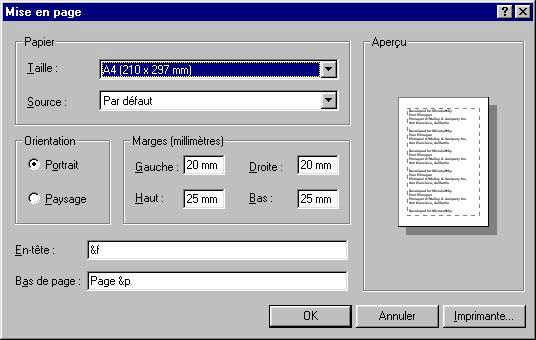 Mise en page
Papier
Taille :
A4 (210 x 297 mm)
Source :
Par défaut
Orientation
Portrait
Paysage
Marges (millimètres)
Gauche : 20 mm Droite : 20 mm
Haut : 25 mm Bas : 25 mm
En-tête : &f
Bas de page : Page &p
Aperçu
OK Annuler Imprimante...